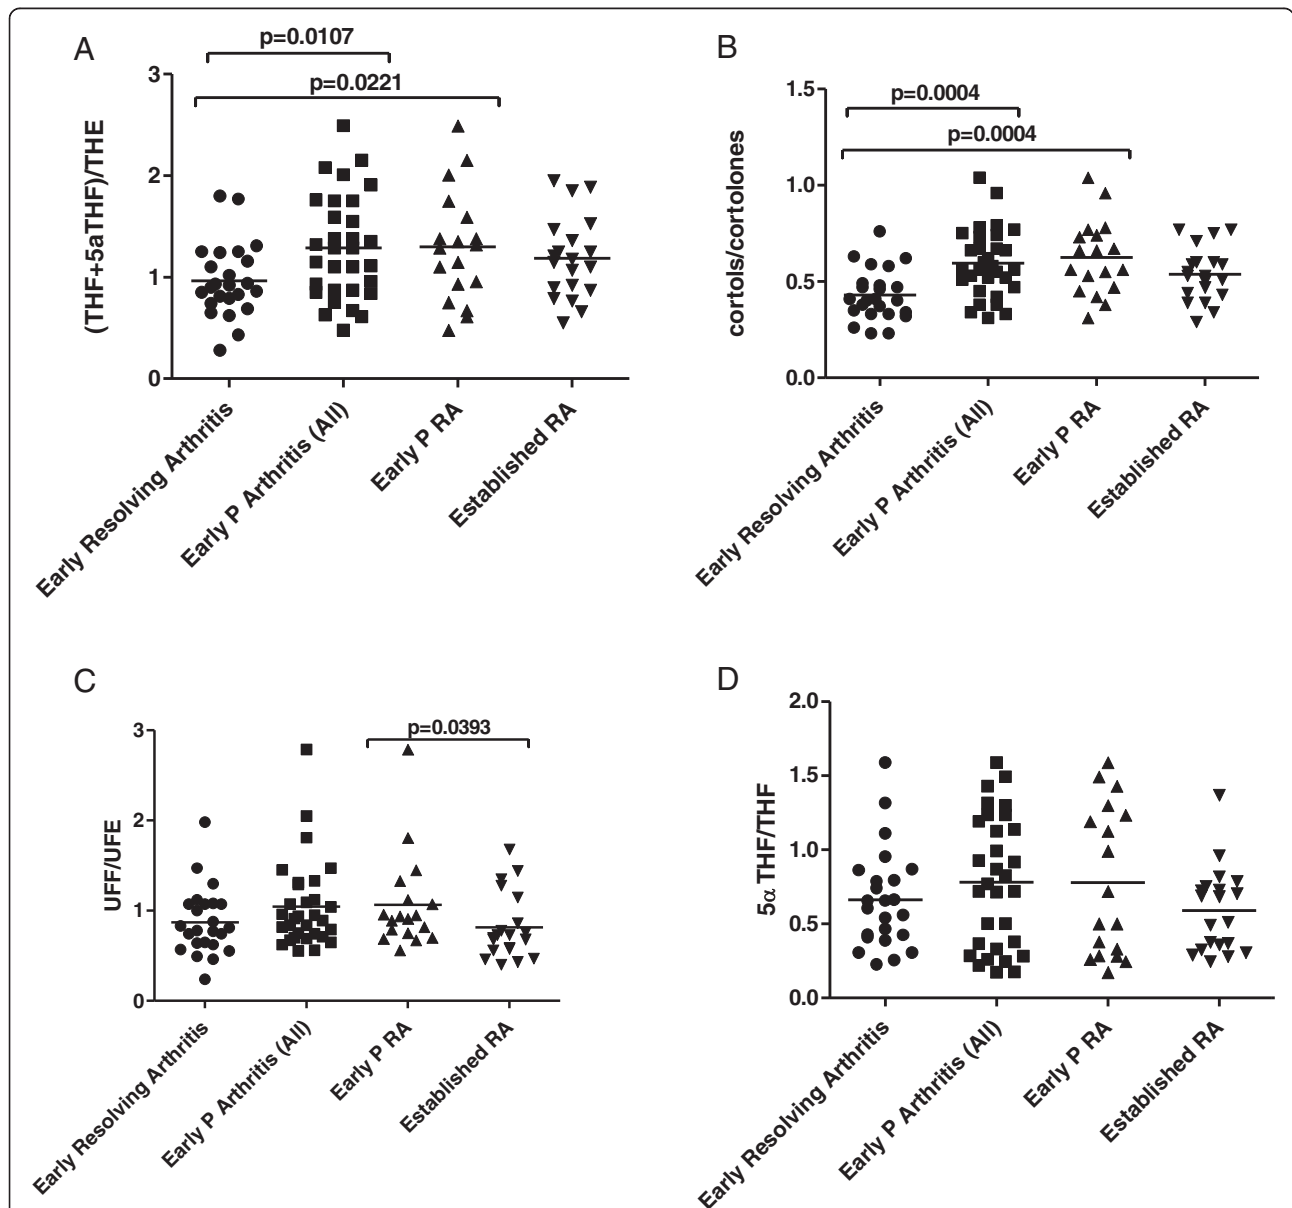 A
p=0.0107
p=0.0221
(THF+5aTHF)/THE
3
2
1
0
Early Resolving Arthritis
Early P Arthritis (All)
Early P RA
Established RA
B
p=0.0004
p=0.0004
cortols/cortolones
1.5
1.0
0.5
0.0
Early Resolving Arthritis
Early P Arthritis (All)
Early P RA
Established RA
C
p=0.0393
UFF/UFE
3
2
1
0
Early Resolving Arthritis
Early P Arthritis (All)
Early P RA
Established RA
D
5α THF/THF
2.0
1.5
1.0
0.5
0.0
Early Resolving Arthritis
Early P Arthritis (All)
Early P RA
Established RA